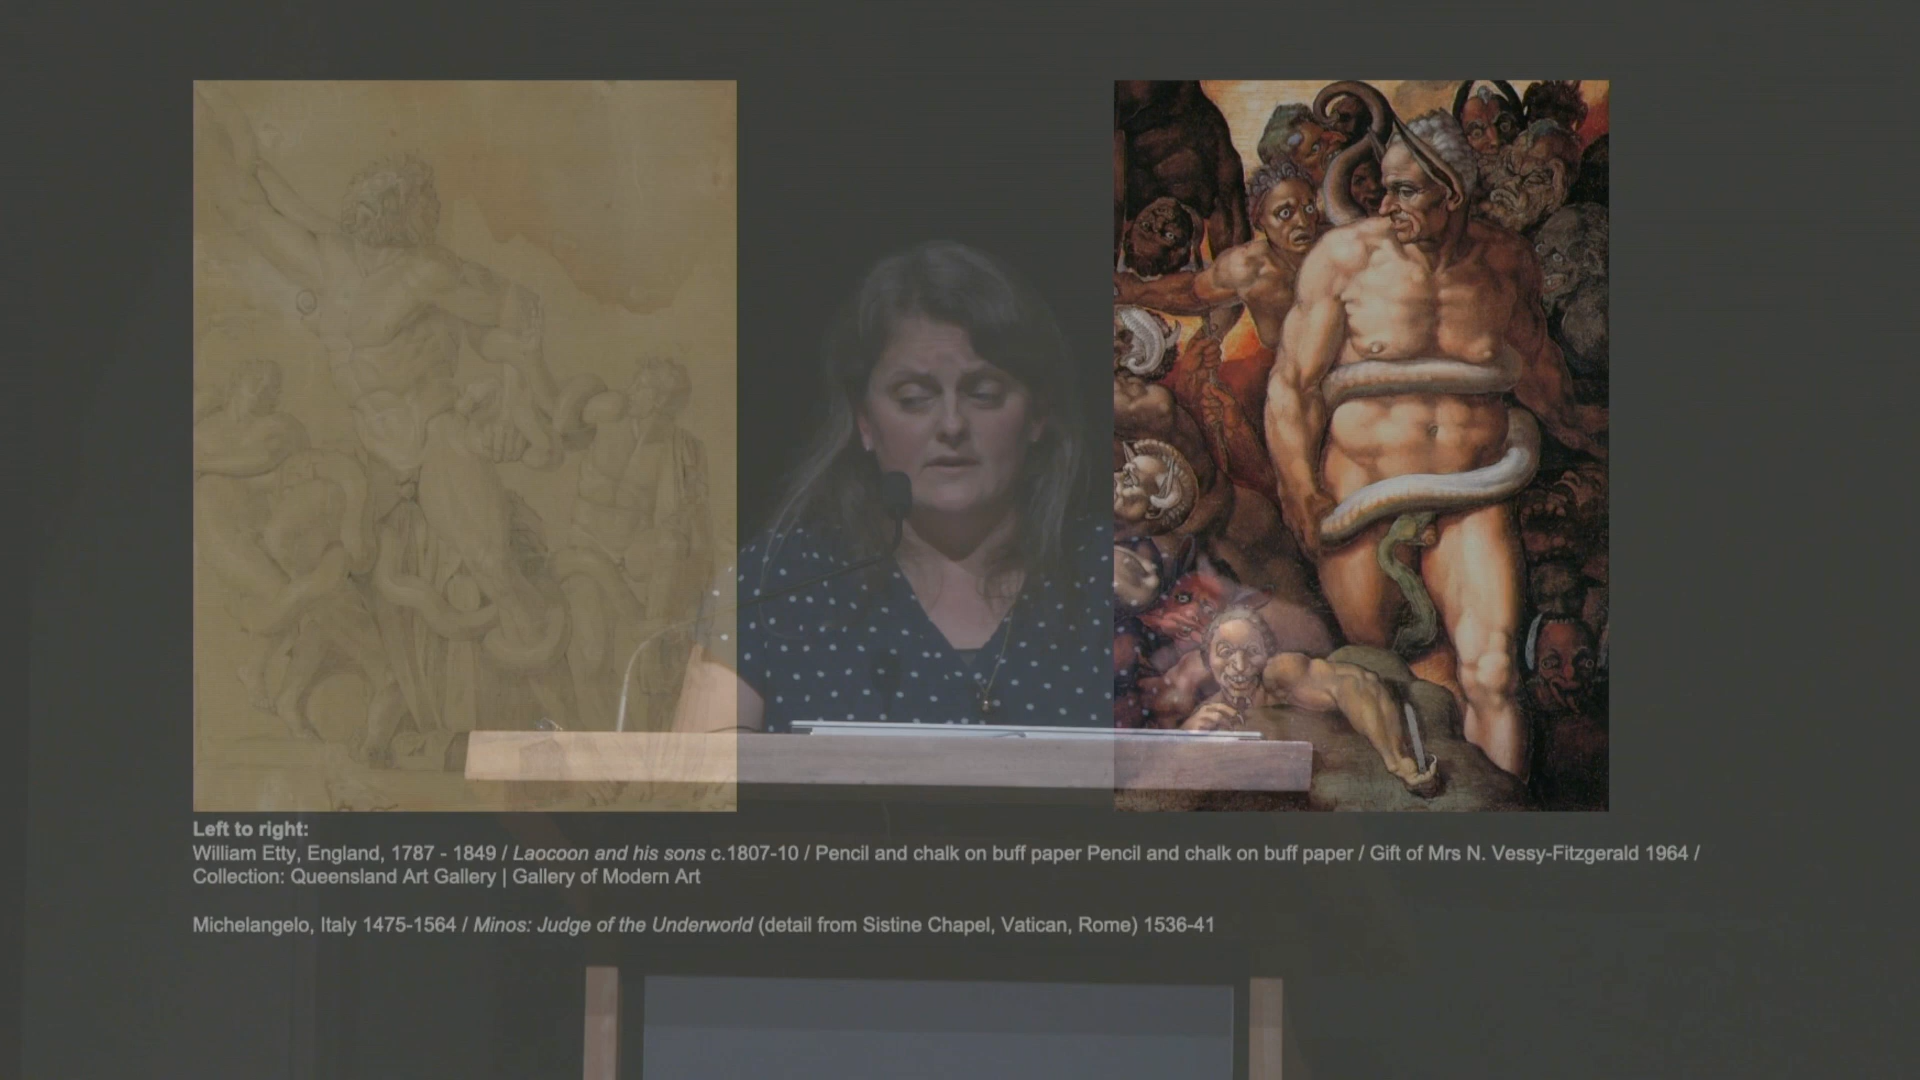 Left to right:
William Etty, England, 1787 - 1849 / Laocoon and his sons c.1807-10 / Pencil and chalk on buff paper Pencil and chalk on buff paper / Gift of Mrs N. Vessy-Fitzgerald 1964 /
Collection: Queensland Art Gallery | Gallery of Modern Art
Michelangelo, Italy 1475-1564 / Minos: Judge of the Underworld (detail from Sistine Chapel, Vatican, Rome) 1536-41